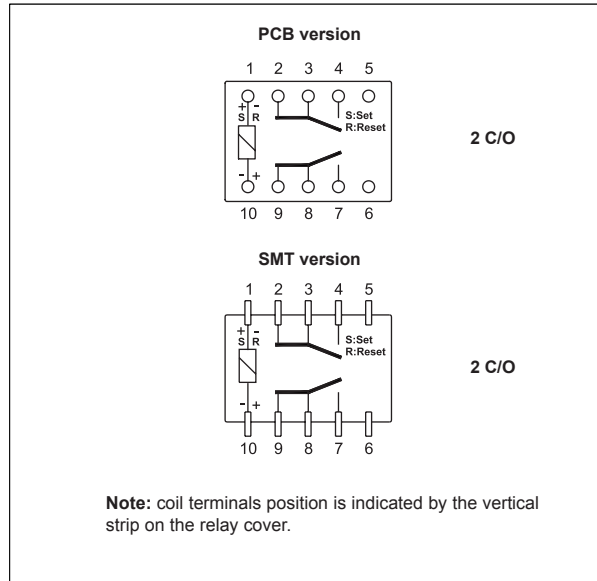 PCB version
1 2 3 4 5
+ -
S R
S:Set
R:Reset
- +
10 9 8 7 6
2 C/O
SMT version
1 2 3 4 5
+ -
S R
S:Set
R:Reset
- +
10 9 8 7 6
2 C/O
Note: coil terminals position is indicated by the vertical
strip on the relay cover.